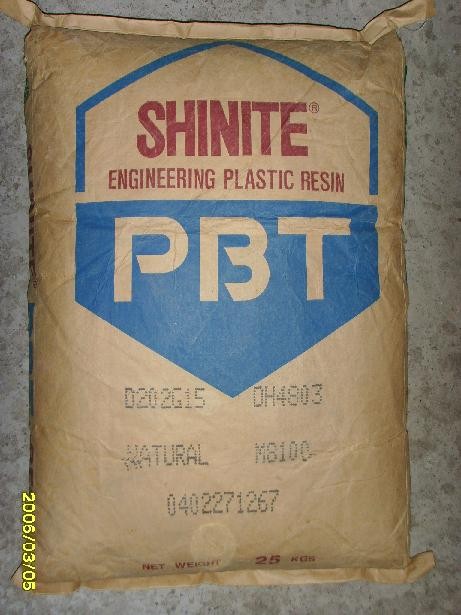 SHINITE®
ENGINEERING PLASTIC RESIN
PBT
D202G15 DH4803
NATURAL M8100
0402271267
NET WEIGHT 25 KGS
2006/03/05